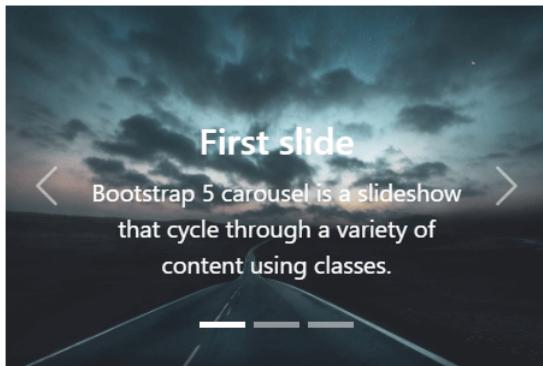 First slide
Bootstrap 5 carousel is a slideshow
that cycle through a variety of
content using classes.